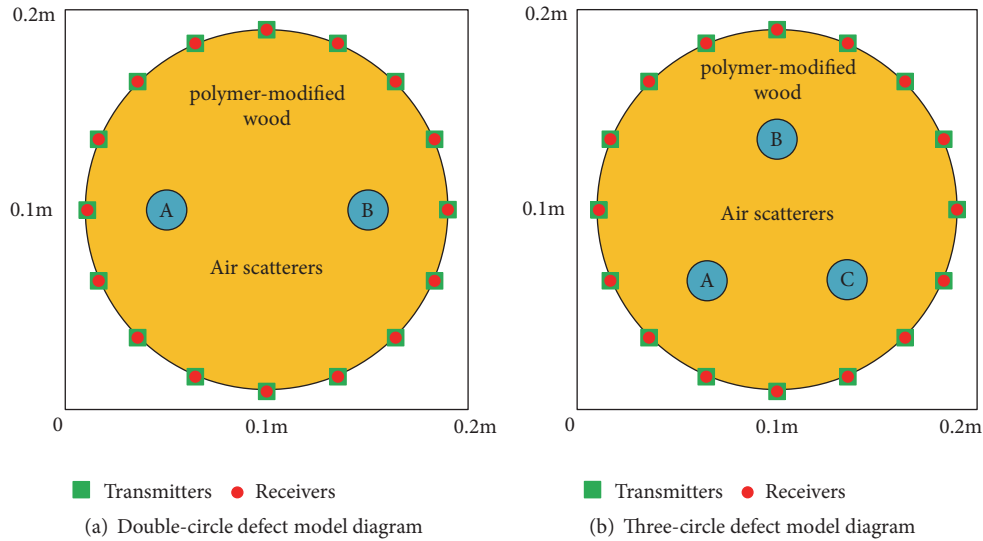 0.2m
polymer-modified
wood
A
B
0.1m
Air scatterers
0
0.1m
0.2m
Transmitters
Receivers
(a) Double-circle defect model diagram
0.2m
polymer-modified
wood
B
0.1m
Air scatterers
A
C
0
0.1m
0.2m
Transmitters
Receivers
(b) Three-circle defect model diagram